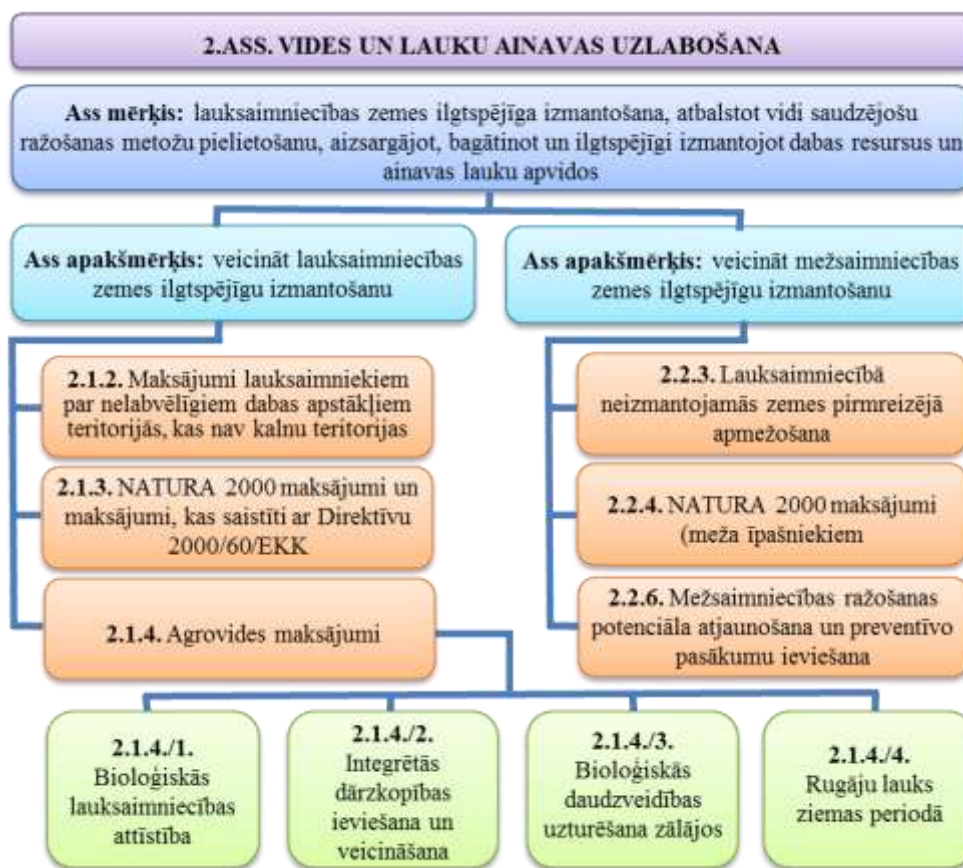 2.ASS. VIDES UN LAUKU AINAVAS UZLABOŠANA
Ass mērķis: lauksaimniecības zemes ilgtspējīga izmantošana, atbalstot vidi saudzējošu
ražošanas metožu pielietošanu, aizsargājot, bagātinot un ilgtspējīgi izmantojot dabas resursus un
ainavas lauku apvidos
Ass apakšmērķis: veicināt lauksaimniecības
zemes ilgtspējīgu izmantošanu
Ass apakšmērķis: veicināt mežsaimniecības
zemes ilgtspējīgu izmantošanu
2.1.2. Maksājumi lauksaimniekiem
par nelabvēlīgiem dabas apstākļiem
teritorijās, kas nav kalnu teritorijas
2.1.3. NATURA 2000 maksājumi un
maksājumi, kas saistīti ar Direktīvu
2000/60/EKK
2.1.4. Agrovides maksājumi
2.2.3. Lauksaimniecībā
neizmantojamās zemes pirmreizējā
apmežošana
2.2.4. NATURA 2000 maksājumi
(meža īpašniekiem
2.2.6. Mežsaimniecības ražošanas
potenciāla atjaunošana un preventīvo
pasākumu ieviešana
2.1.4./1.
Bioloģiskās
lauksaimniecības
attīstība
2.1.4./2.
Integrētās
dārzkopības
ieviešana un
veicināšana
2.1.4./3.
Bioloģiskās
daudzveidības
uzturēšana zālājos
2.1.4./4.
Rugāju lauks
ziemas periodā